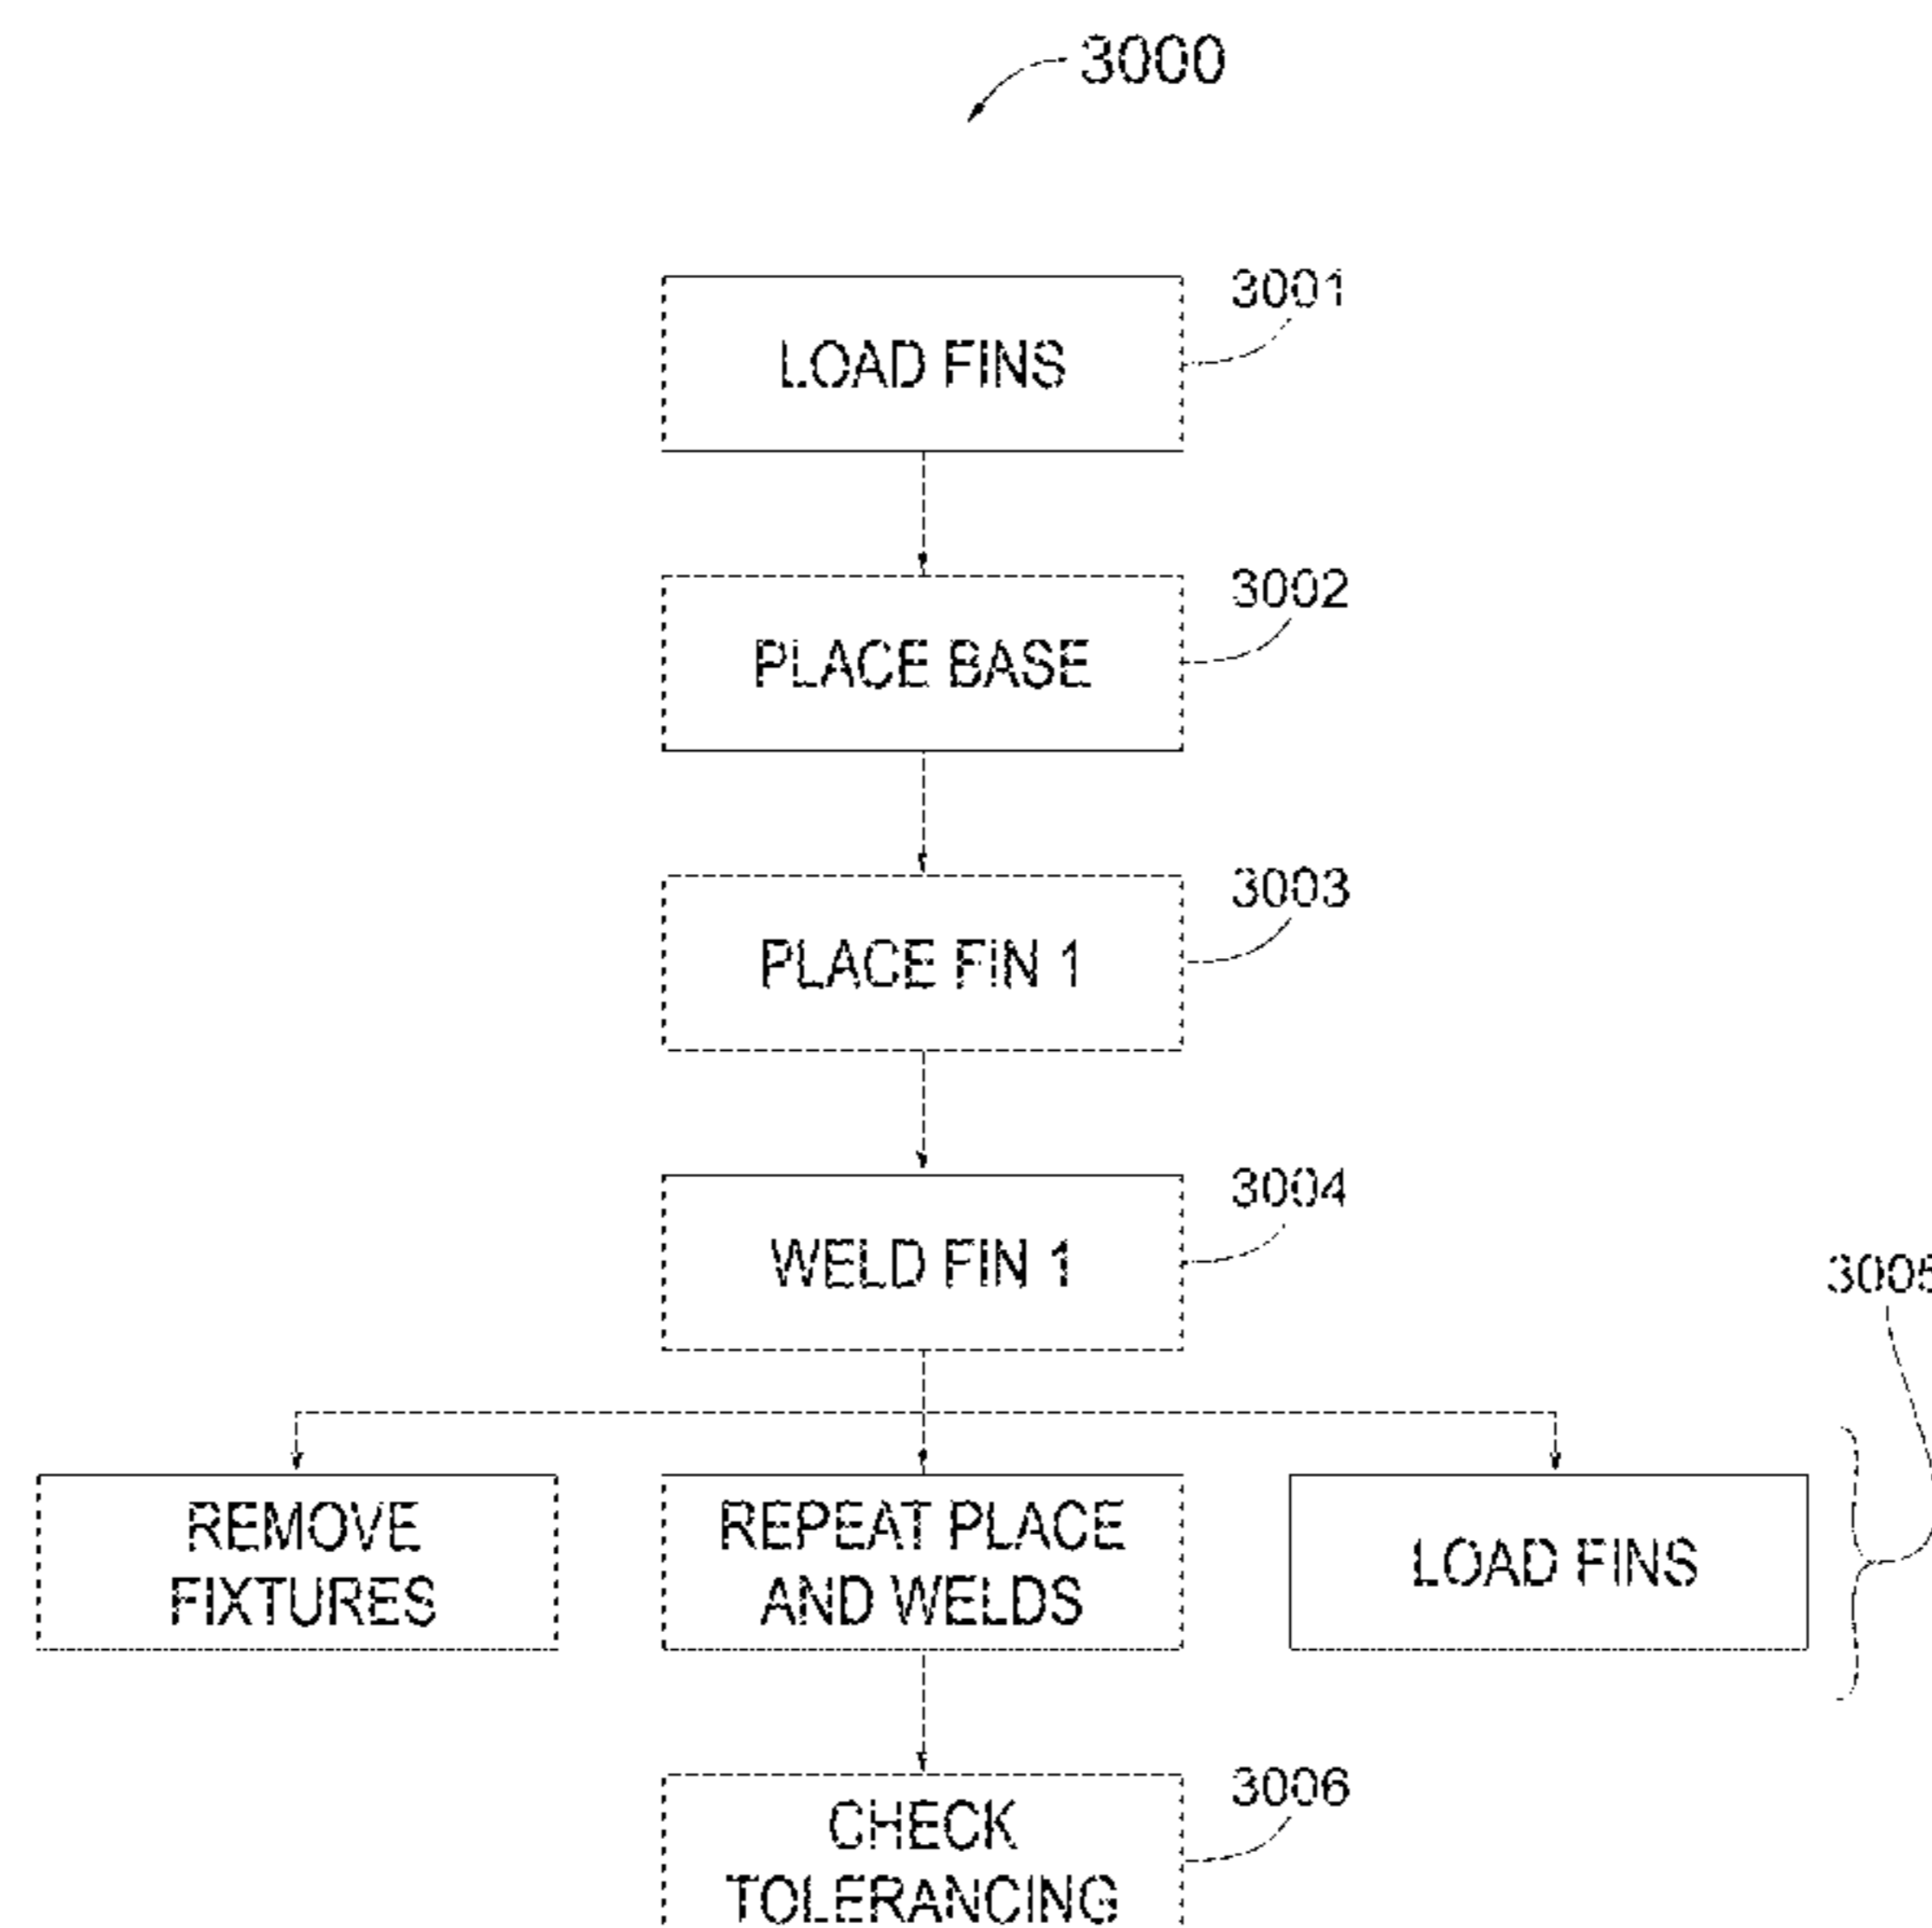 3000
3001
LOAD FINS
3002
PLACE BASE
3003
PLACE FIN 1
3004
WELD FIN 1
3005
REMOVE
FIXTURES
REPEAT PLACE
AND WELDS
LOAD FINS
3006
CHECK
TOLERANCING